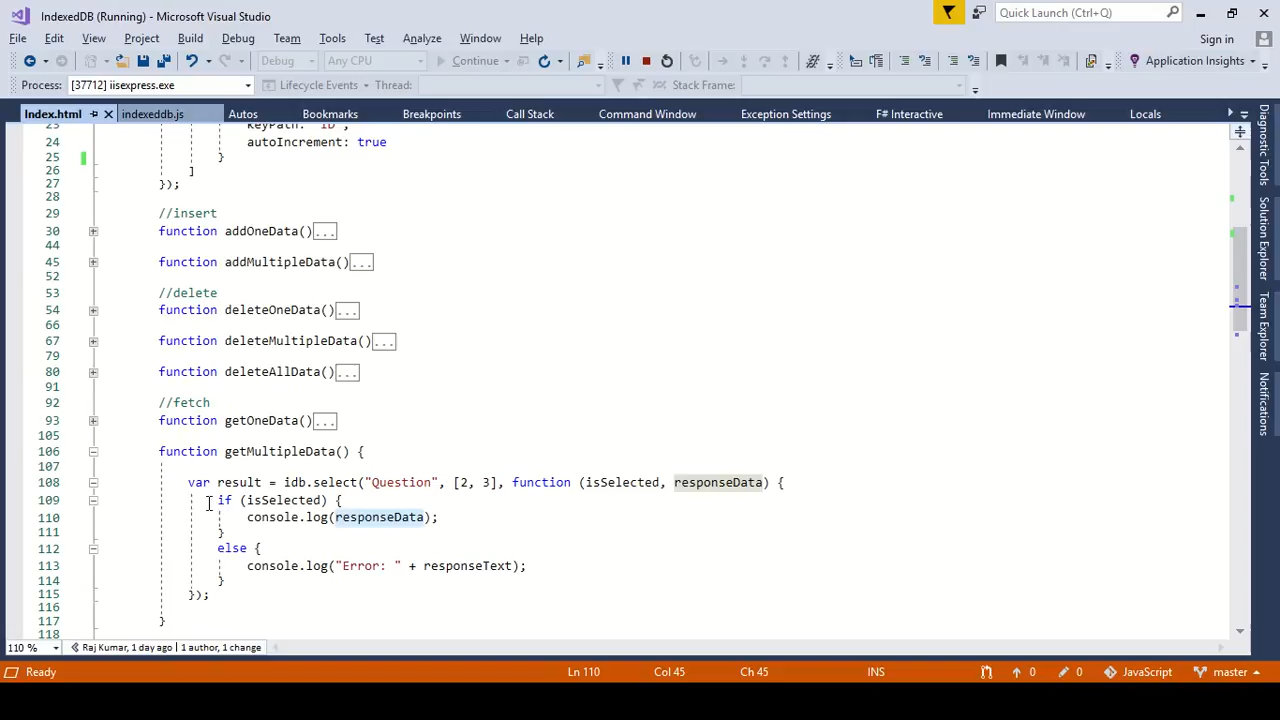 IndexedDB (Running) - Microsoft Visual Studio
Quick Launch (Ctrl+Q)
File Edit View Project Build Debug Team Tools Test Analyze Window Help
Sign in
Debug Any CPU Continue Application Insights
Process: [37712] iisexpress.exe Lifecycle Events Thread: Stack Frame:
Index.html indexeddb.js Autos Bookmarks Breakpoints Call Stack Command Window Exception Settings F# Interactive Immediate Window Locals
23 keyPath: "ID",
24 autoIncrement: true
25 }
26 ]
27 });
28
29 //insert
30 function addOneData()...
44
45 function addMultipleData()...
52
53 //delete
54 function deleteOneData()...
66
67 function deleteMultipleData()...
79
80 function deleteAllData()...
91
92 //fetch
93 function getOneData()...
105
106 function getMultipleData() {
107
108 var result = idb.select("Question", [2, 3], function (isSelected, responseData) {
109 if (isSelected) {
110 console.log(responseData);
111 }
112 else {
113 console.log("Error: " + responseText);
114 }
115 });
116
117 }
118
Diagnostic Tools
Solution Explorer
Team Explorer
Notifications
110 % Raj Kumar, 1 day ago | 1 author, 1 change
Ready Ln 110 Col 45 Ch 45 INS 0 0 JavaScript master